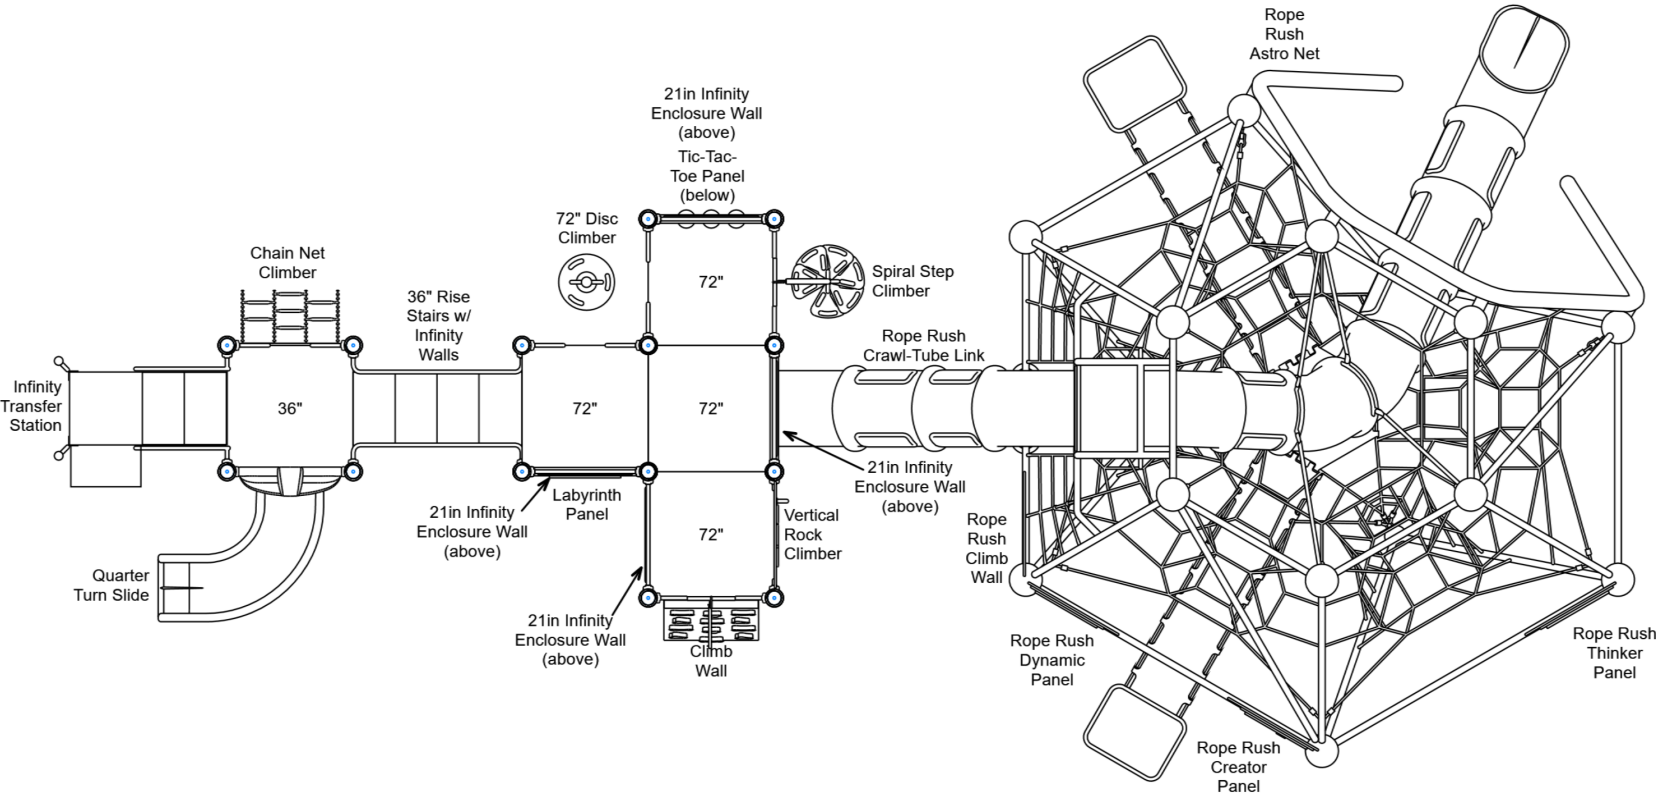 Rope
Rush
Astro Net
21in Infinity
Enclosure Wall
(above)
Tic-Tac-
Toe Panel
(below)
72" Disc
Climber
Chain Net
Climber
36" Rise
Stairs w/
Infinity
Walls
72"
Spiral Step
Climber
Rope Rush
Crawl-Tube Link
Infinity
Transfer
Station
36"
72"
72"
21in Infinity
Enclosure Wall
(above)
Labyrinth
Panel
21in Infinity
Enclosure Wall
(above)
72"
Vertical
Rock
Climber
Rope
Rush
Climb
Wall
Quarter
Turn Slide
21in Infinity
Enclosure Wall
(above)
Climb
Wall
Rope Rush
Dynamic
Panel
Rope Rush
Thinker
Panel
Rope Rush
Creator
Panel